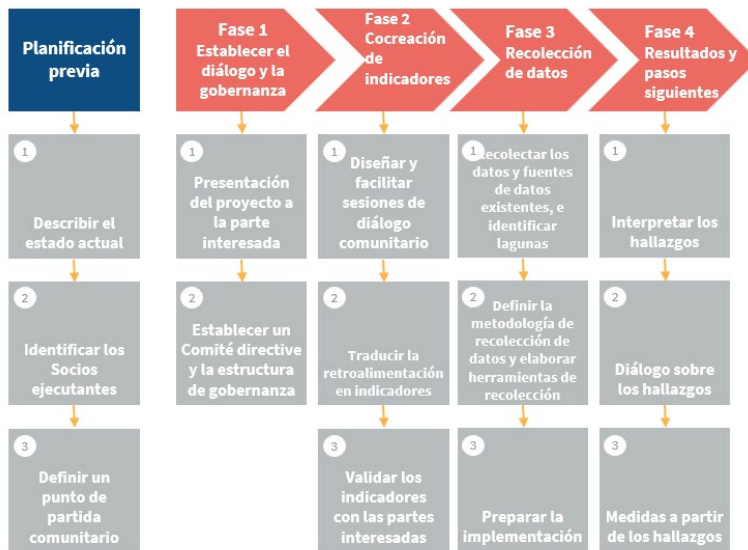 Planificación
previa
1
Describir el
estado actual
2
Identificar los
Socios
ejecutantes
3
Definir un
punto de
partida
comunitario
Fase 1
Establecer el
diálogo y la
gobernanza
1
Presentación
del proyecto a
la parte
interesada
2
Establecer un
Comité directive
y la estructura
de gobernanza
Fase 2
Cocreación
de
indicadores
1
Diseñar y
facilitar
sesiones de
diálogo
comunitario
2
Traducir la
retroalimentación
en indicadores
3
Validar los
indicadores
con las partes
interesadas
Fase 3
Recolección
de datos
1
Recolectar los
datos y fuentes
de datos
existentes, e
identificar
lagunas
2
Definir la
metodología de
recolección de
datos y elaborar
herramientas de
recolección
3
Preparar la
implementación
Fase 4
Resultados y
pasos
siguientes
1
Interpretar los
hallazgos
2
Diálogo sobre
los hallazgos
3
Medidas a partir
de los hallazgos